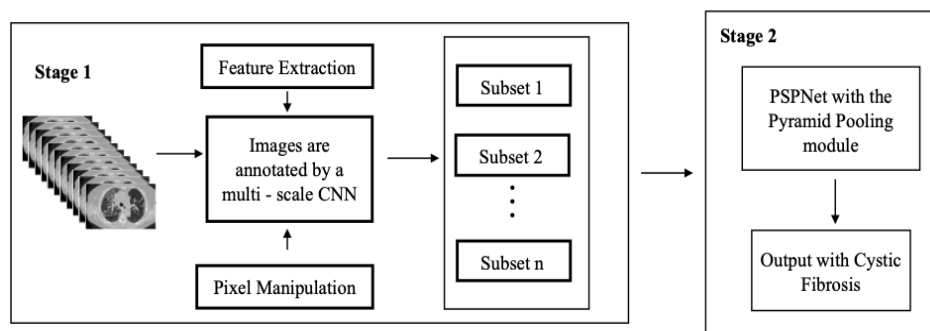 Stage 1
Feature Extraction
Images are
annotated by a
multi - scale CNN
Pixel Manipulation
Subset 1
Subset 2
Subset n
Stage 2
PSPNet with the
Pyramid Pooling
module
Output with Cystic
Fibrosis